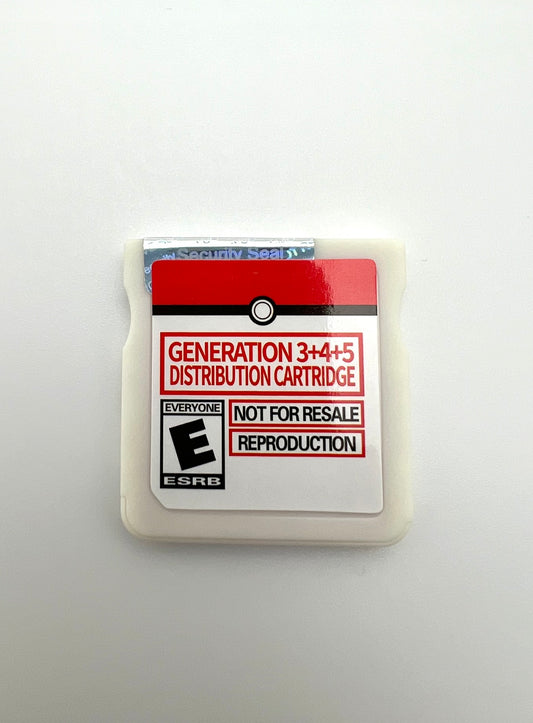 Security Seal
GENERATION 3+4+5
DISTRIBUTION CARTRIDGE
EVERYONE
E
ESRB
NOT FOR RESALE
REPRODUCTION